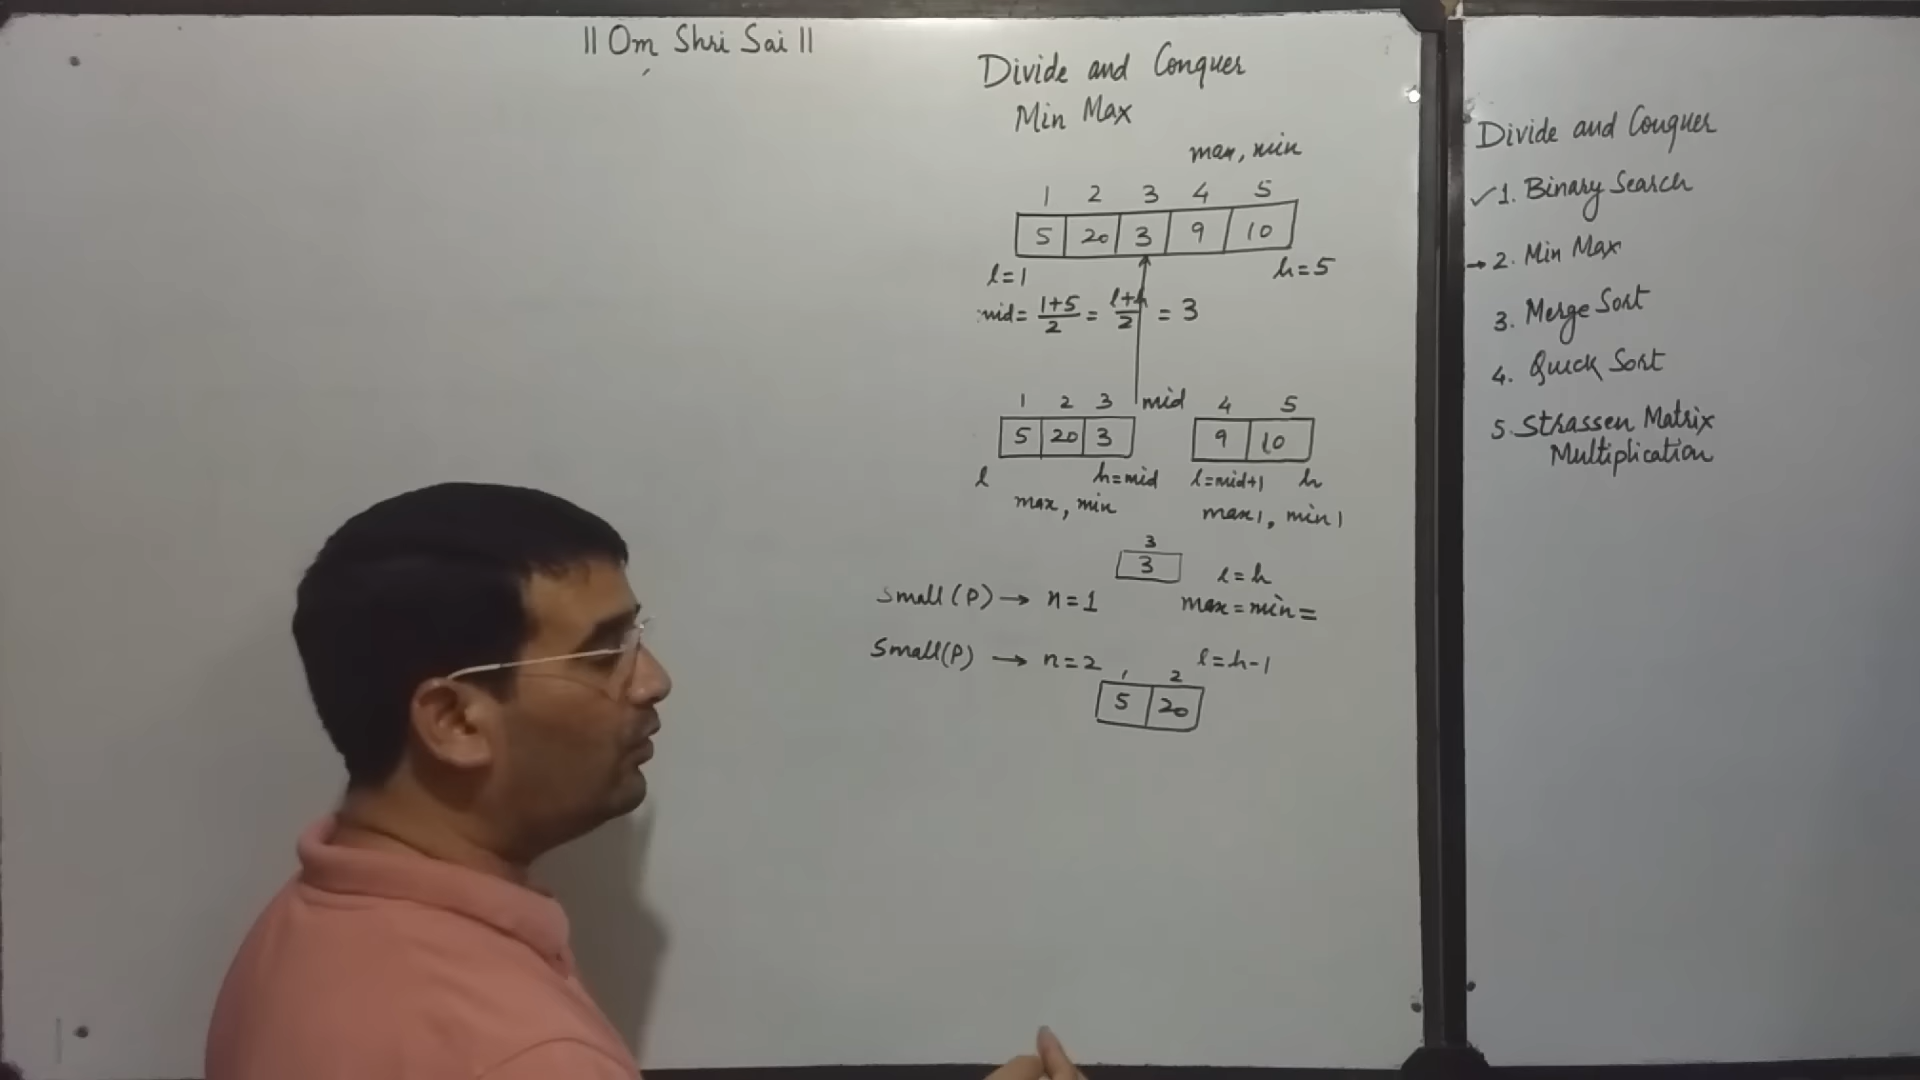 || Om Shri Sai ||
Divide and Conquer
Min Max
max, min
1 2 3 4 5
5 20 3 9 10
l=1 h=5
mid= 1+5/2 = l+h/2 = 3
1 2 3 mid 4 5
5 20 3 9 10
l h=mid l=mid+1 h
max, min max1, min1
3
3
l=h
Small(P) → n=1 max=min=
Small(P) → n=2 l=h-1
1 2
5 20
Divide and Conquer
✓1. Binary Search
→2. Min Max
3. Merge Sort
4. Quick Sort
5. Strassen Matrix
Multiplication